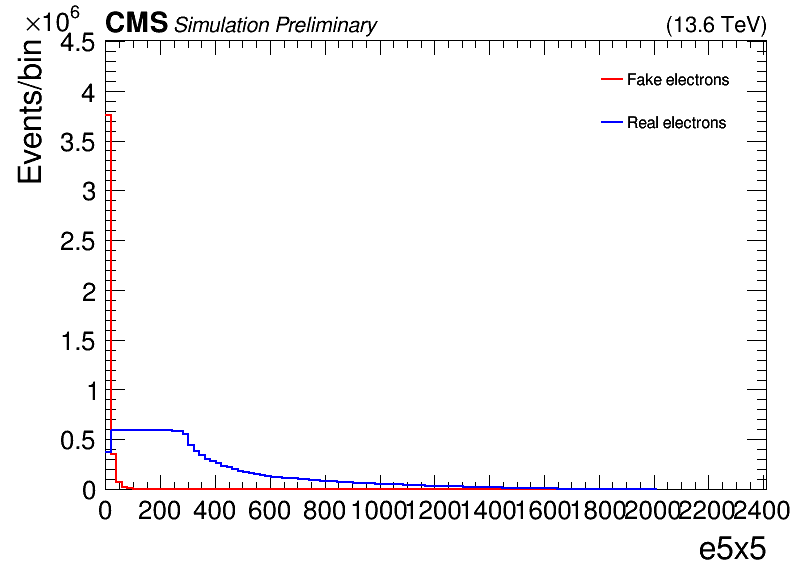 ×10⁶
CMS Simulation Preliminary (13.6 TeV)
Events/bin
4.5
4
3.5
3
2.5
2
1.5
1
0.5
0
Fake electrons
Real electrons
0 200 400 600 800 1000 1200 1400 1600 1800 2000 2200 2400
e5x5